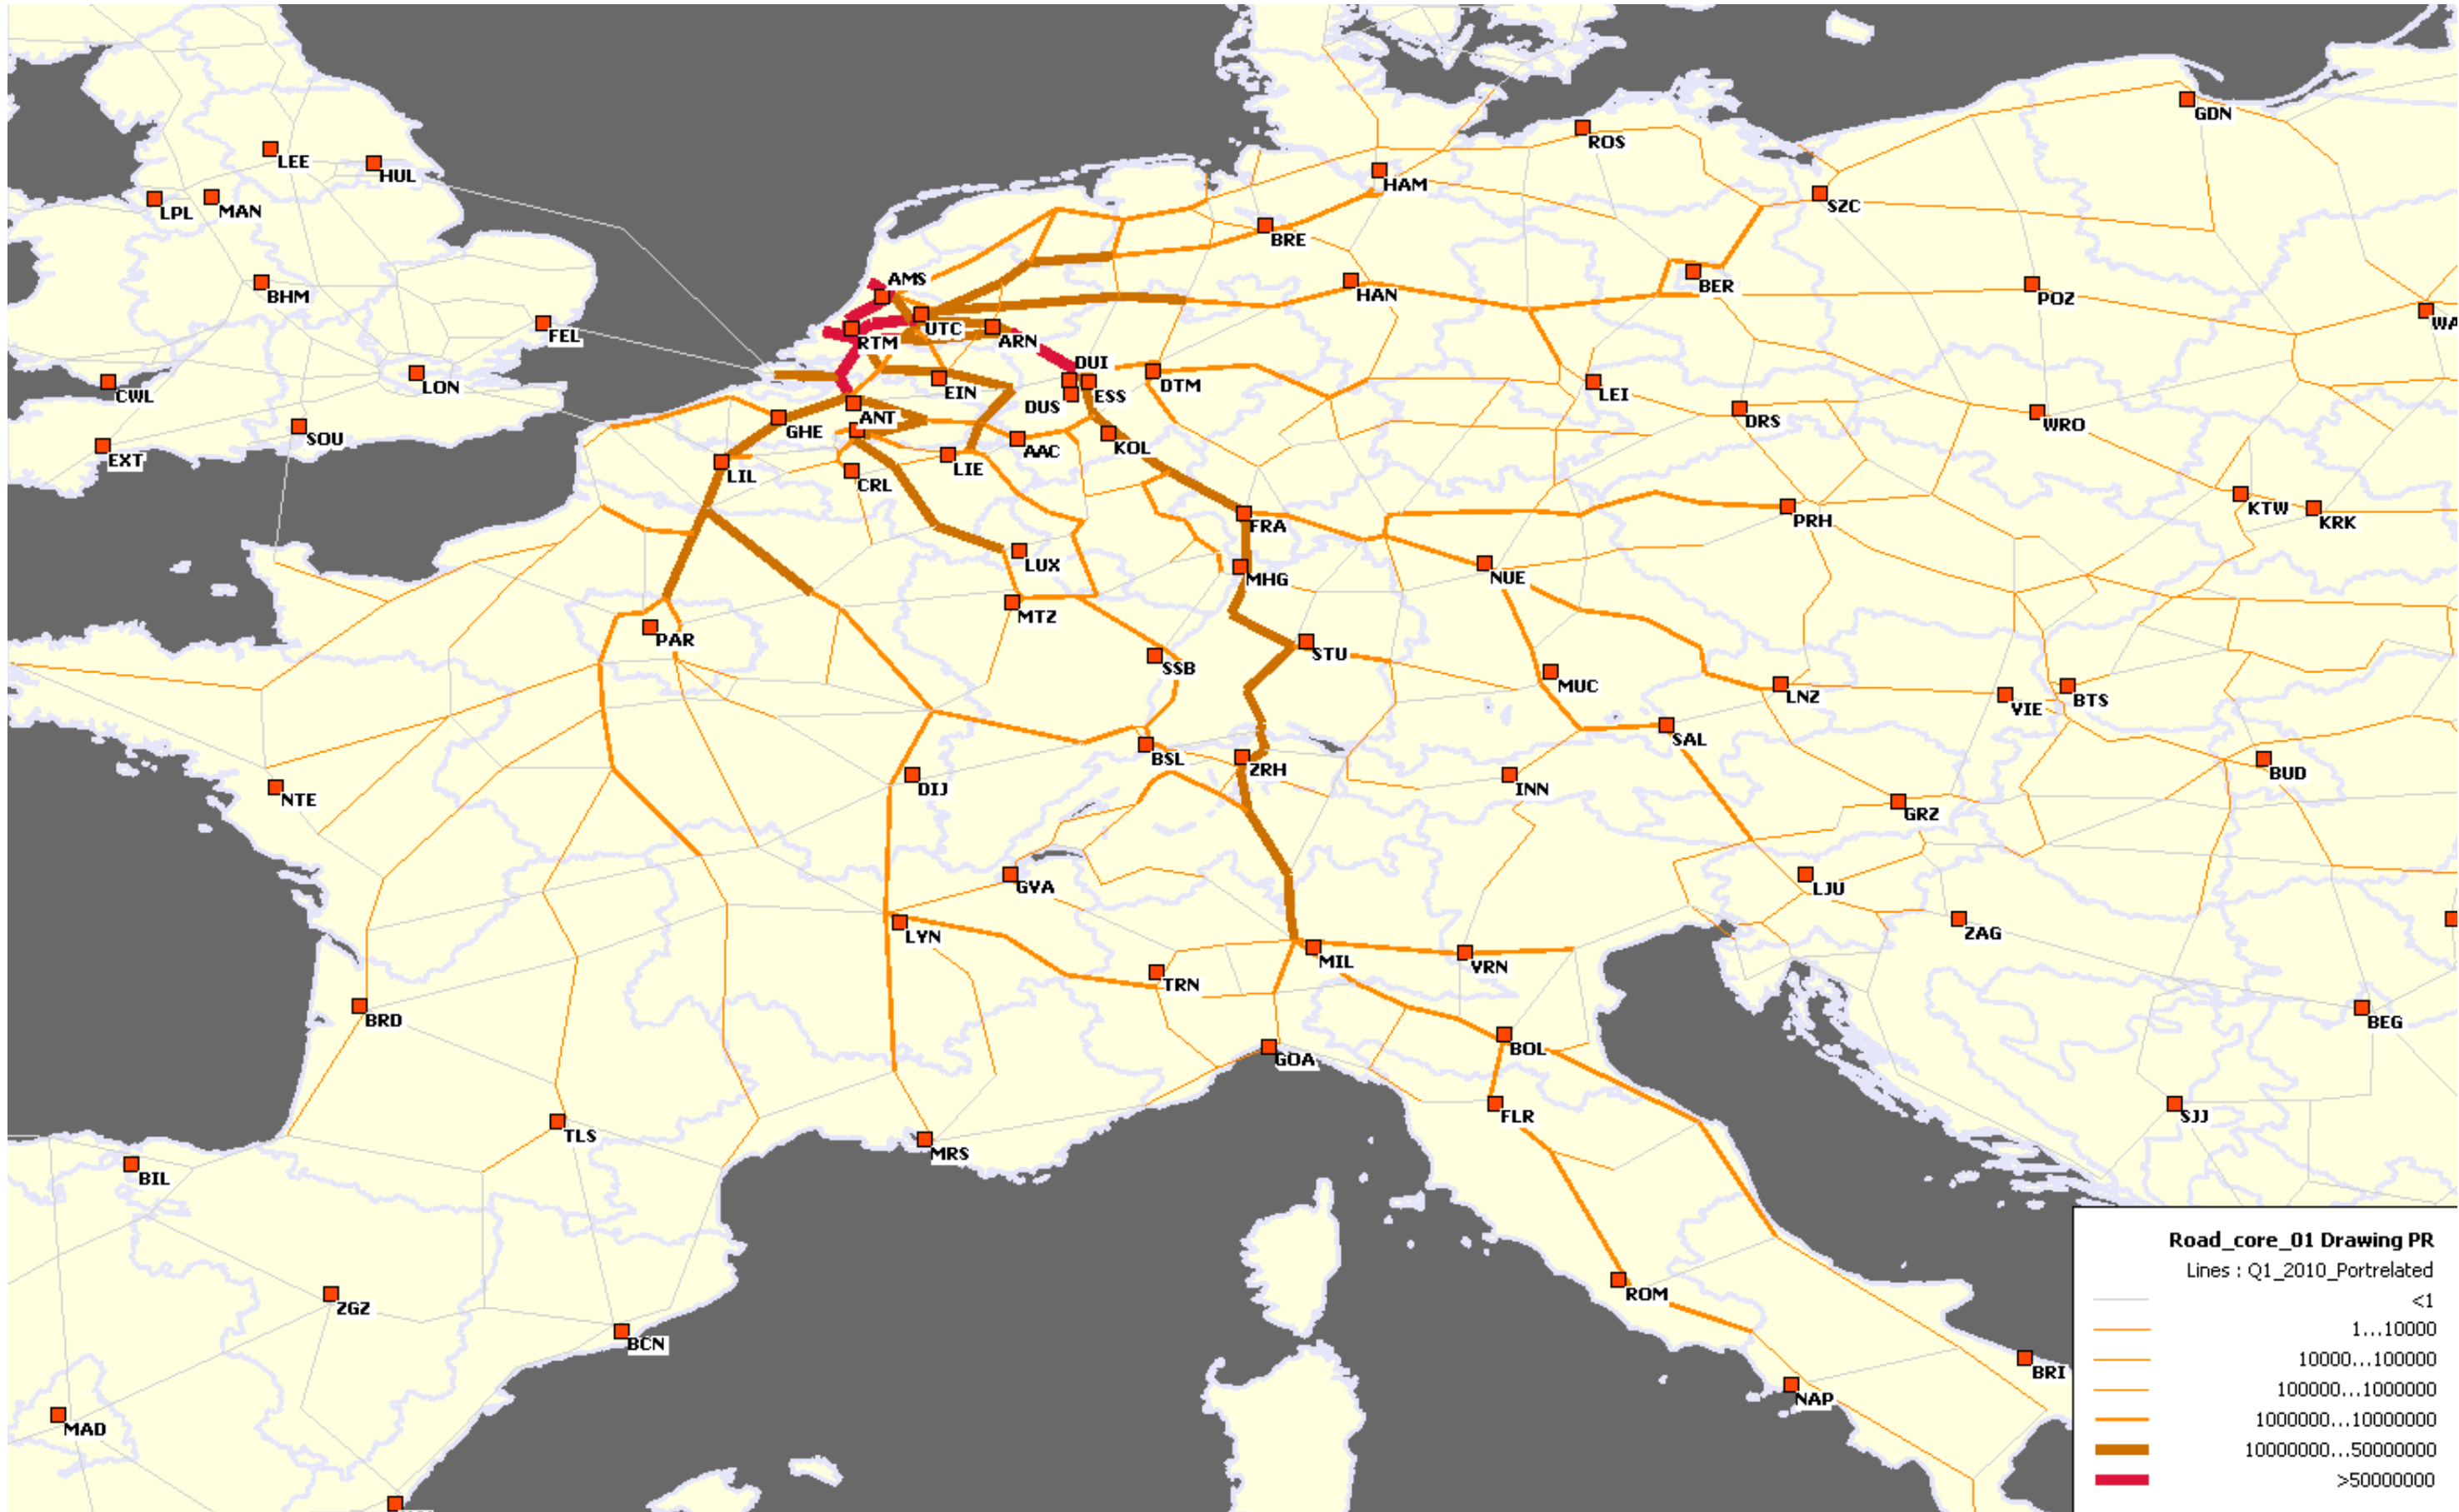 GDN
ROS
LEE
HUL
HAM
LPL
MAN
SZC
BRE
AMS
BER
HAN
POZ
BHM
WA
UTC
FEL
RTM
ARN
DUI
DTM
LON
CWL
EIN
DUS
ESS
LEI
ANT
DRS
WRO
GHE
SOU
KOL
AAC
EXT
LIL
LIE
CRL
KTW
KRK
FRA
PRH
LUX
MHG
NUE
MTZ
PAR
STU
SSB
MUC
LNZ
VIE
BTS
SAL
BSL
ZRH
BUD
DIJ
INN
NTE
GRZ
GVA
LJU
LYN
ZAG
MIL
VRN
TRN
BRD
BEG
BOL
GOA
FLR
SJJ
TLS
MRS
BIL
ROM
ZGZ
BCN
BRI
NAP
MAD
Road_core_01 Drawing PR
Lines : Q1_2010_Portrelated
<1
1...10000
10000...100000
100000...1000000
1000000...10000000
10000000...50000000
>50000000